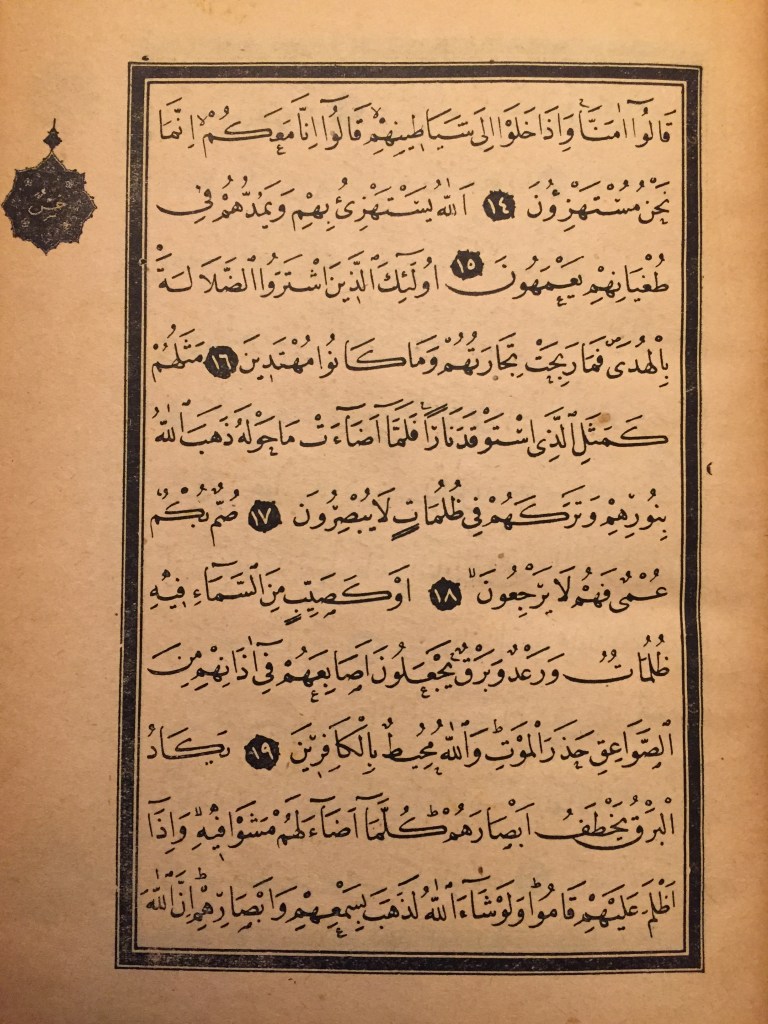 قَالُٓوا اٰمَنَّاۚ وَاِذَا خَلَوْا اِلٰى شَيَاط۪ينِهِمْۙ قَالُٓوا اِنَّا مَعَكُمْۙ اِنَّمَا
نَحْنُ مُسْتَهْزِؤُ۫نَ ١٤ اَللّٰهُ يَسْتَهْزِئُ بِهِمْ وَيَمُدُّهُمْ ف۪ي
طُغْيَانِهِمْ يَعْمَهُونَ ١٥ اُو۬لٰٓئِكَ الَّذ۪ينَ اشْتَرَوُا الضَّلَالَةَ
بِالْهُدٰىۖ فَمَا رَبِحَتْ تِجَارَتُهُمْ وَمَا كَانُوا مُهْتَد۪ينَ ١٦ مَثَلُهُمْ
كَمَثَلِ الَّذِي اسْتَوْقَدَ نَارًاۚ فَلَمَّٓا اَضَٓاءَتْ مَا حَوْلَهُ ذَهَبَ اللّٰهُ
بِنُورِهِمْ وَتَرَكَهُمْ ف۪ي ظُلُمَاتٍ لَا يُبْصِرُونَ ١٧ صُمٌّ بُكْمٌ
عُمْيٌ فَهُمْ لَا يَرْجِعُونَۙ ١٨ اَوْ كَصَيِّبٍ مِنَ السَّمَٓاءِ ف۪يهِ
ظُلُمَاتٌ وَرَعْدٌ وَبَرْقٌۚ يَجْعَلُونَ اَصَابِعَهُمْ ف۪ٓي اٰذَانِهِمْ مِنَ
الصَّوَاعِقِ حَذَرَ الْمَوْتِۜ وَاللّٰهُ مُح۪يطٌ بِالْكَافِر۪ينَ ١٩ يَكَادُ
الْبَرْقُ يَخْطَفُ اَبْصَارَهُمْۜ كُلَّمَٓا اَضَٓاءَ لَهُمْ مَشَوْا ف۪يهِۙ وَاِذَٓا
اَظْلَمَ عَلَيْهِمْ قَامُواۜ وَلَوْ شَٓاءَ اللّٰهُ لَذَهَبَ بِسَمْعِهِمْ وَاَبْصَارِهِمْۜ اِنَّ اللّٰهَ
عشر